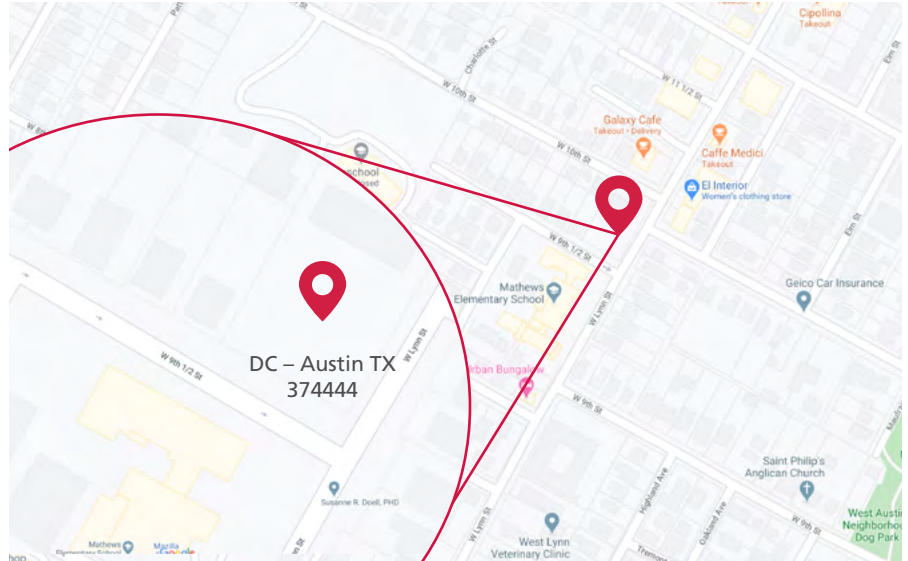 Cipollina
Takeout
Elm St
Charlotte St
W 11 1/2 St
W 10th St
Galaxy Cafe
Takeout • Delivery
Caffe Medici
Takeout
W 10th St
El Interior
Women's clothing store
school
W 9th 1/2 St
Elm St
Mathews
Elementary School
Geico Car Insurance
W Lynn St
W Lynn St
DC – Austin TX
374444
W 9th 1/2 St
Urban Bungalow
W 9th St
Saint Philip's
Anglican Church
Highland Ave
Oakland Ave
W 9th St
Susanne R. Doell, PHD
W Lynn St
West Lynn
Veterinary Clinic
West Austin
Neighborhood
Dog Park
Mathews
Elementary School